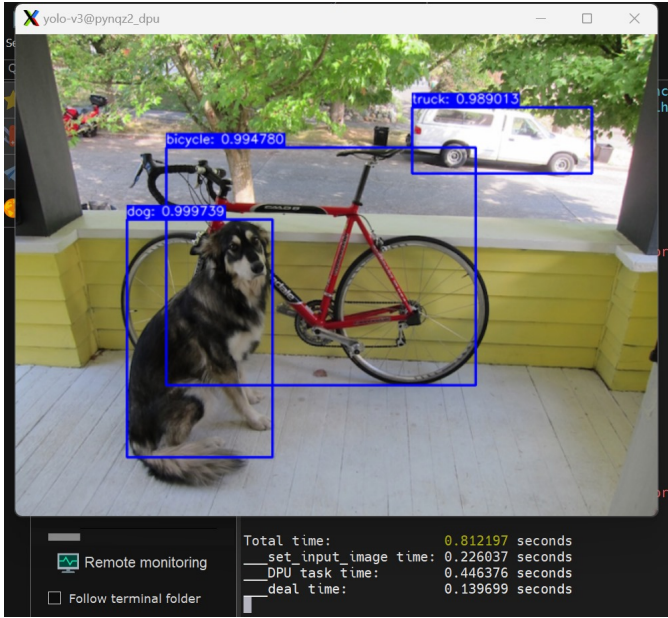 yolo-v3@pynqz2_dpu
truck: 0.989013
bicycle: 0.994780
dog: 0.999739
Total time: 0.812197 seconds
___set_input_image time: 0.226037 seconds
___DPU task time: 0.446376 seconds
___deal time: 0.139699 seconds
Remote monitoring
Follow terminal folder